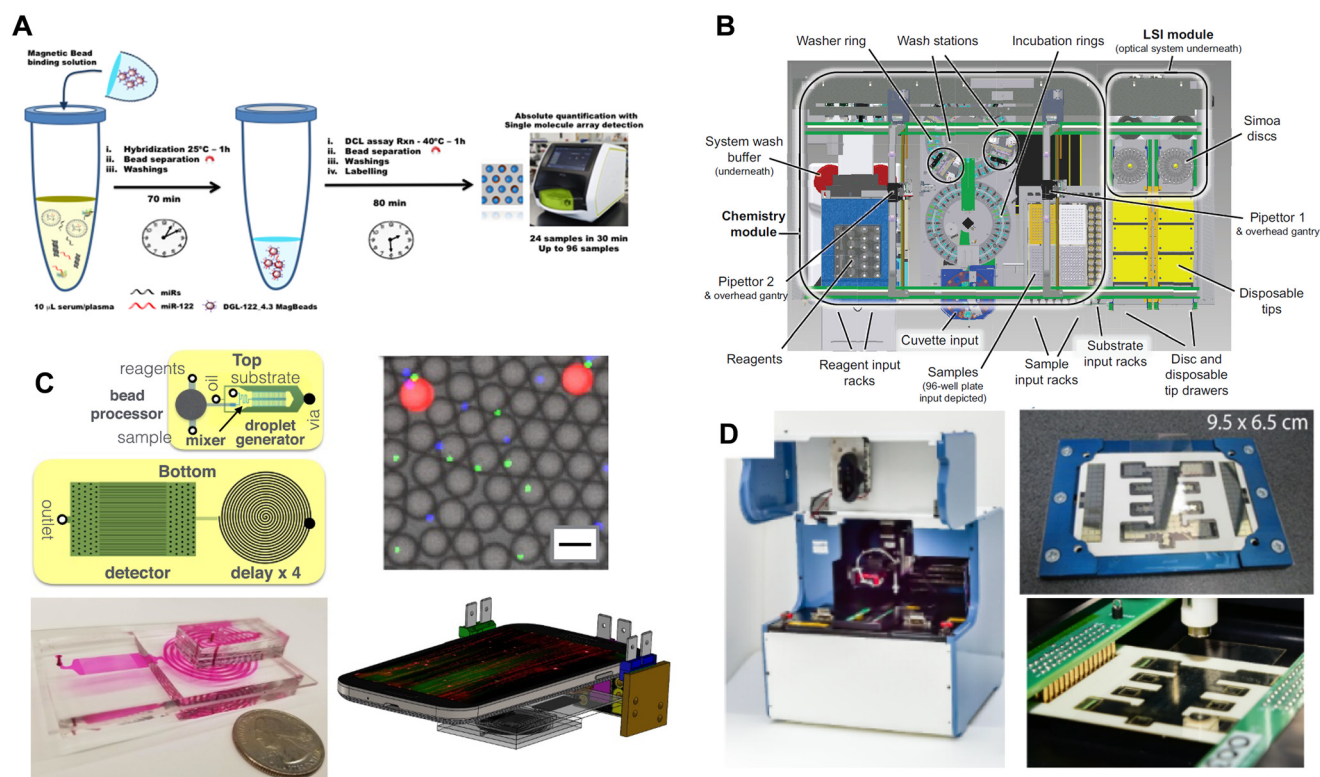 A
Magnetic Bead
binding solution
i. Hybridization 25ºC – 1h
ii. Bead separation
iii. Washings
70 min
i. DCL assay Rxn - 40ºC – 1h
ii. Bead separation
iii. Washings
iv. Labelling
80 min
Absolute quantification with
Single molecule array detection
24 samples in 30 min
Up to 96 samples
10 µL serum/plasma
miRs
miR-122
DGL-122_4.3 MagBeads
B
Washer ring
Wash stations
Incubation rings
LSI module
(optical system underneath)
System wash
buffer
(underneath)
Simoa
discs
Chemistry
module
Pipettor 1
& overhead gantry
Pipettor 2
& overhead gantry
Disposable
tips
Reagents
Reagent input
racks
Cuvette input
Samples
(96-well plate
input depicted)
Sample
input racks
Substrate
input racks
Disc and
disposable
tip drawers
C
reagents
Top
oil
substrate
bead
processor
via
mixer
droplet
generator
sample
Bottom
outlet
detector
delay x 4
D
9.5 x 6.5 cm